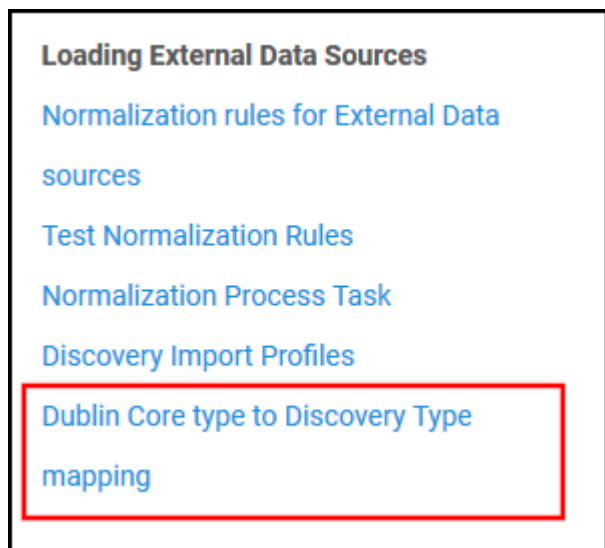 Loading External Data Sources
Normalization rules for External Data
sources
Test Normalization Rules
Normalization Process Task
Discovery Import Profiles
Dublin Core type to Discovery Type
mapping